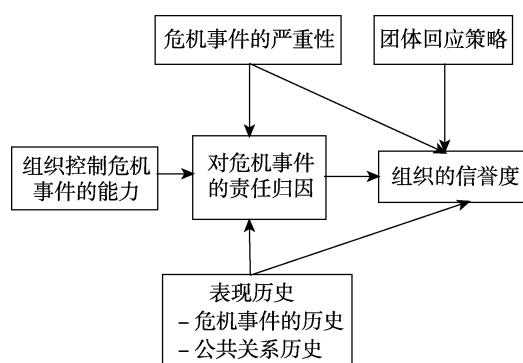 危机事件的严重性
团体回应策略
组织控制危机
事件的能力
对危机事件
的责任归因
组织的信誉度
表现历史
– 危机事件的历史
– 公共关系历史